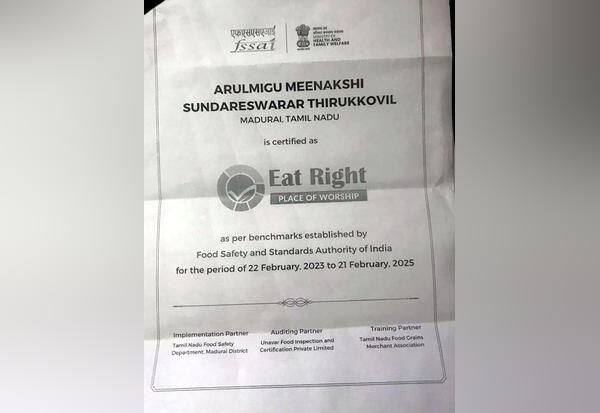 एफएसएसएआई
fssai
MINISTRY OF
HEALTH AND
FAMILY WELFARE
ARULMIGU MEENAKSHI
SUNDARESWARAR THIRUKKOVIL
MADURAI, TAMIL NADU
is certified as
Eat Right
PLACE OF WORSHIP
as per benchmarks established by
Food Safety and Standards Authority of India
for the period of 22 February, 2023 to 21 February, 2025
Implementation Partner
Tamil Nadu Food Safety
Department, Madurai District
Auditing Partner
Unavar Food Inspection and
Certification Private Limited
Training Partner
Tamil Nadu Food Grains
Merchant Association